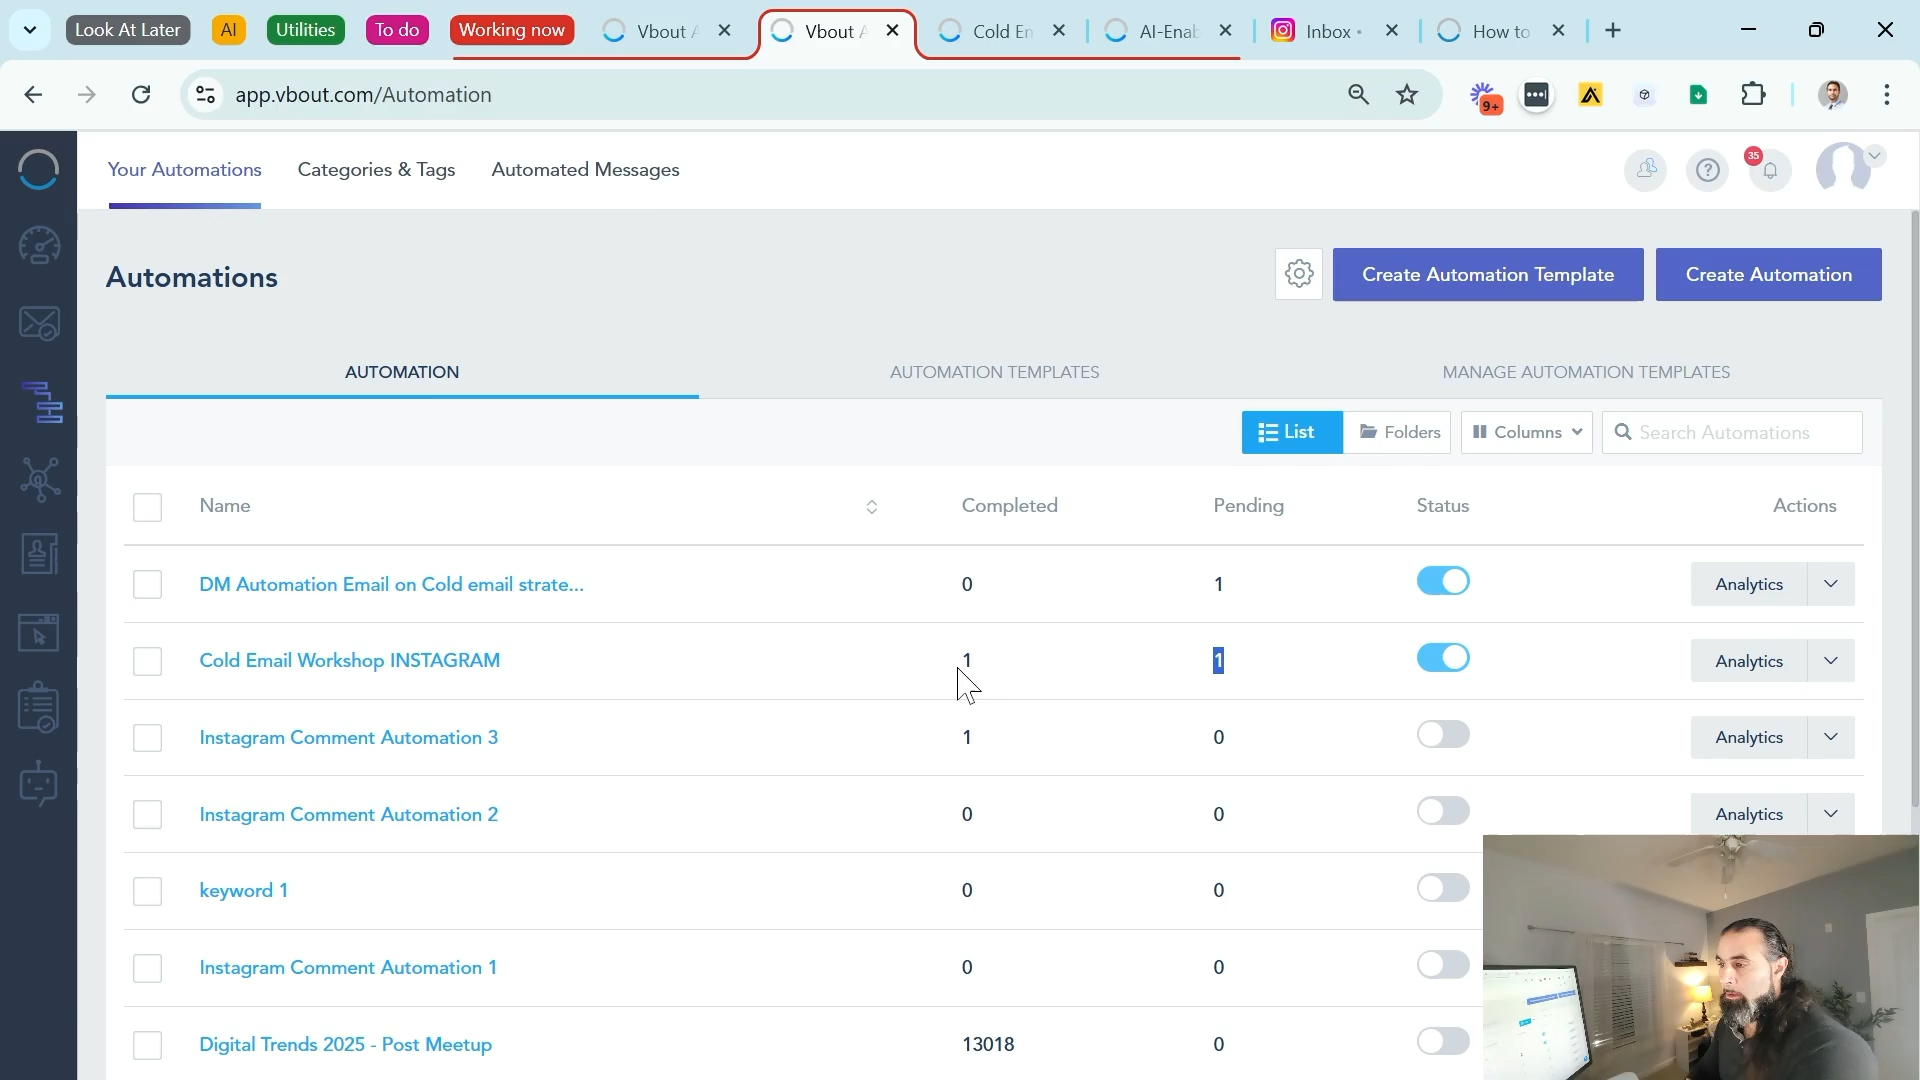 Look At Later
AI
Utilities
To do
Working now
Vbout A
Vbout A
Cold En
AI-Enab
Inbox •
How to
app.vbout.com/Automation
9+
Your Automations
Categories & Tags
Automated Messages
35
Automations
Create Automation Template
Create Automation
AUTOMATION
AUTOMATION TEMPLATES
MANAGE AUTOMATION TEMPLATES
List
Folders
Columns
Search Automations
Name
Completed
Pending
Status
Actions
DM Automation Email on Cold email strate...
0
1
Analytics
Cold Email Workshop INSTAGRAM
1
1
Analytics
Instagram Comment Automation 3
1
0
Analytics
Instagram Comment Automation 2
0
0
Analytics
keyword 1
0
0
Instagram Comment Automation 1
0
0
Digital Trends 2025 - Post Meetup
13018
0